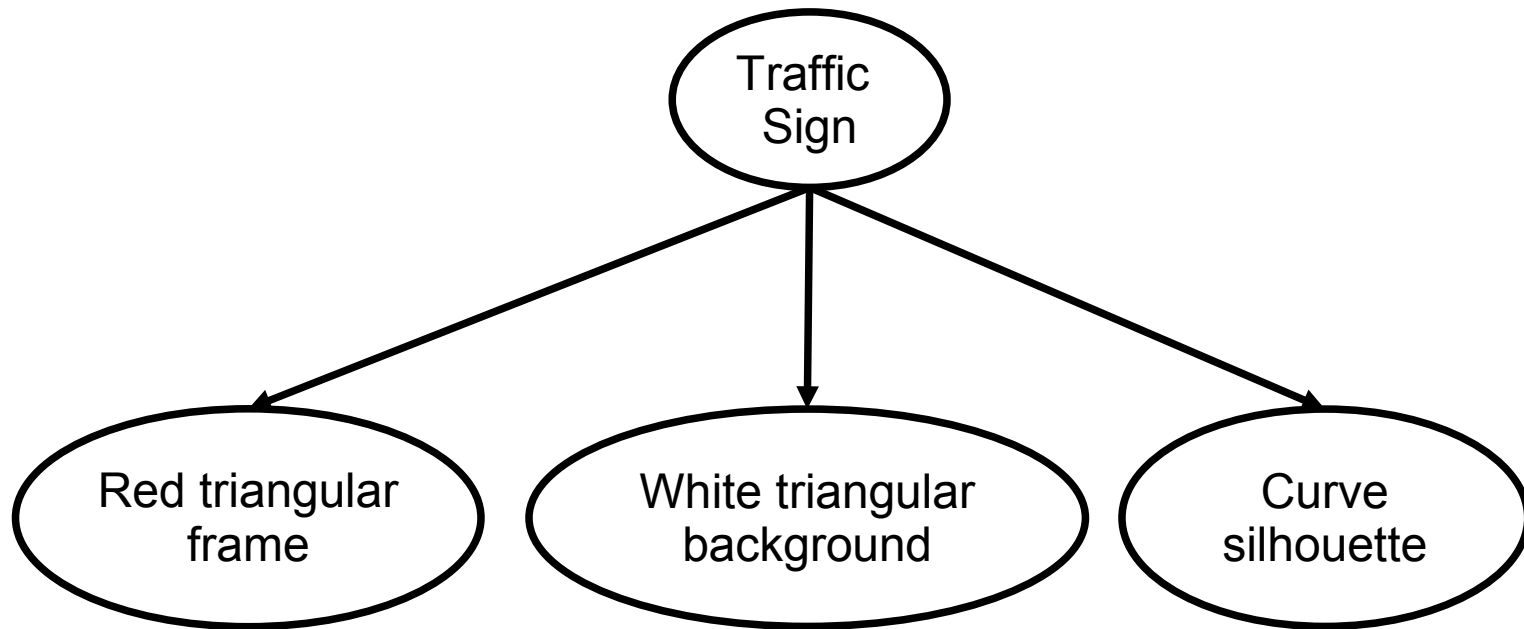 Traffic
Sign
Red triangular
frame
White triangular
background
Curve
silhouette